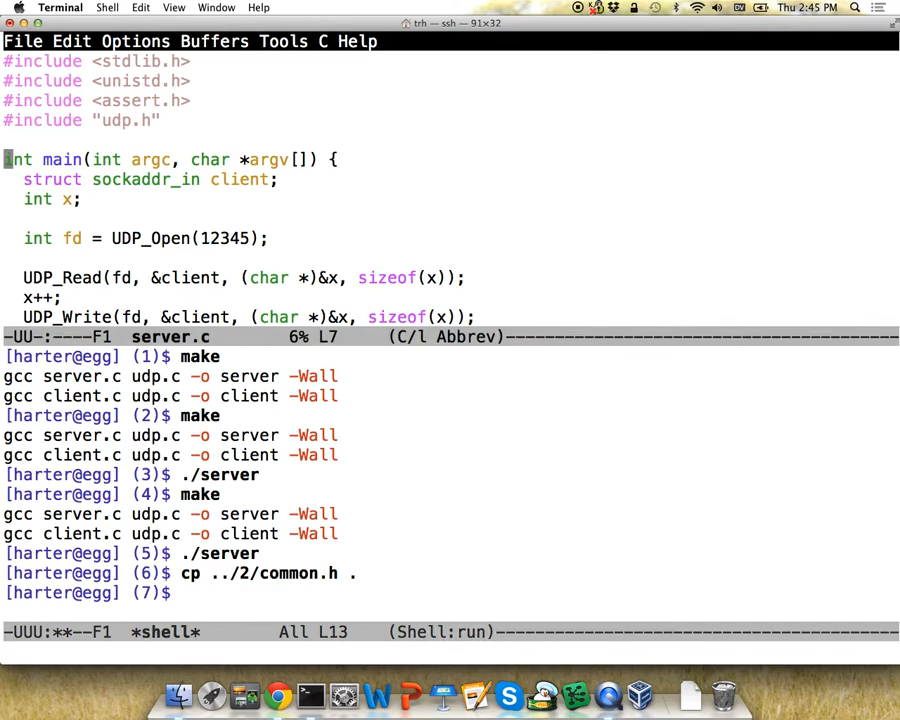 Terminal Shell Edit View Window Help Thu 2:45 PM
trh — ssh — 91×32
File Edit Options Buffers Tools C Help
#include <stdlib.h>
#include <unistd.h>
#include <assert.h>
#include "udp.h"
int main(int argc, char *argv[]) {
struct sockaddr_in client;
int x;
int fd = UDP_Open(12345);
UDP_Read(fd, &client, (char *)&x, sizeof(x));
x++;
UDP_Write(fd, &client, (char *)&x, sizeof(x));
-UU-:----F1 server.c 6% L7 (C/l Abbrev)----------------------------------------
[harter@egg] (1)$ make
gcc server.c udp.c -o server -Wall
gcc client.c udp.c -o client -Wall
[harter@egg] (2)$ make
gcc server.c udp.c -o server -Wall
gcc client.c udp.c -o client -Wall
[harter@egg] (3)$ ./server
[harter@egg] (4)$ make
gcc server.c udp.c -o server -Wall
gcc client.c udp.c -o client -Wall
[harter@egg] (5)$ ./server
[harter@egg] (6)$ cp ../2/common.h .
[harter@egg] (7)$
-UUU:**--F1 *shell* All L13 (Shell:run)-----------------------------------------